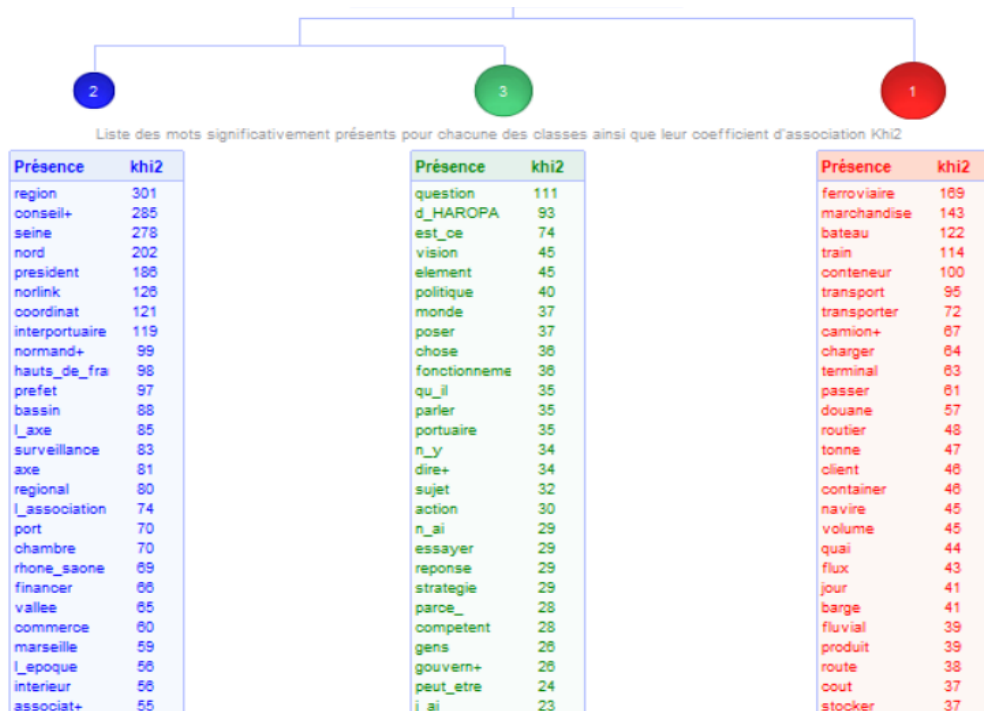 2
3
1
Liste des mots significativement présents pour chacune des classes ainsi que leur coefficient d'association Khi2
Présence khi2
region 301
conseil+ 285
seine 278
nord 202
president 186
norlink 126
coordinat 121
interportuaire 119
normand+ 99
hauts_de_fra 98
prefet 97
bassin 88
l_axe 85
surveillance 83
axe 81
regional 80
l_association 74
port 70
chambre 70
rhone_saone 69
financer 66
vallee 65
commerce 60
marseille 59
l_epoque 56
interieur 56
associat+ 55
Présence khi2
question 111
d_HAROPA 93
est_ce 74
vision 45
element 45
politique 40
monde 37
poser 37
chose 36
fonctionneme 36
qu_il 35
parler 35
portuaire 35
n_y 34
dire+ 34
sujet 32
action 30
n_ai 29
essayer 29
reponse 29
strategie 29
parce_ 28
competent 28
gens 26
gouvern+ 26
peut_etre 24
j_ai 23
Présence khi2
ferroviaire 169
marchandise 143
bateau 122
train 114
conteneur 100
transport 95
transporter 72
camion+ 67
charger 64
terminal 63
passer 61
douane 57
routier 48
tonne 47
client 46
container 46
navire 45
volume 45
quai 44
flux 43
jour 41
barge 41
fluvial 39
produit 39
route 38
cout 37
stocker 37